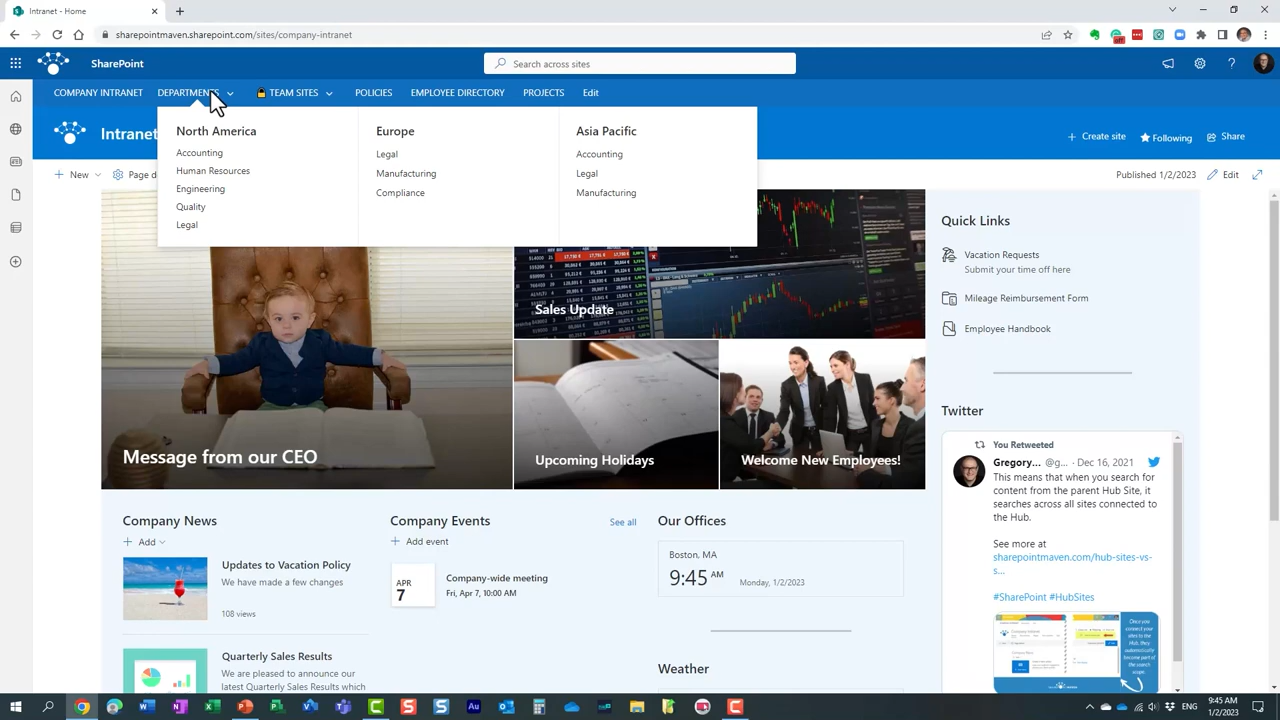 Intranet - Home
sharepointmaven.sharepoint.com/sites/company-intranet
SharePoint
Search across sites
COMPANY INTRANET
DEPARTMENTS
TEAM SITES
POLICIES
EMPLOYEE DIRECTORY
PROJECTS
Edit
Intranet
Create site
Following
Share
North America
Accounting
Human Resources
Engineering
Quality
Europe
Legal
Manufacturing
Compliance
Asia Pacific
Accounting
Legal
Manufacturing
New
Page de
Published 1/2/2023
Edit
Message from our CEO
Sales Update
Upcoming Holidays
Welcome New Employees!
Quick Links
Vacation Requests
Submit your time off here
Mileage Reimbursement Form
Employee Handbook
Twitter
You Retweeted
Gregory... @g... · Dec 16, 2021
This means that when you search for
content from the parent Hub Site, it
searches across all sites connected to
the Hub.
See more at
sharepointmaven.com/hub-sites-vs-
s...
#SharePoint #HubSites
Company News
Add
Updates to Vacation Policy
We have made a few changes
108 views
Quarterly Sales Results
We are pleased to announce our
latest Quarterly Sales Results which
Company Events
See all
Add event
APR
7
Company-wide meeting
Fri, Apr 7, 10:00 AM
Our Offices
Boston, MA
9:45 AM
Monday, 1/2/2023
Weather
9:45 AM
1/2/2023